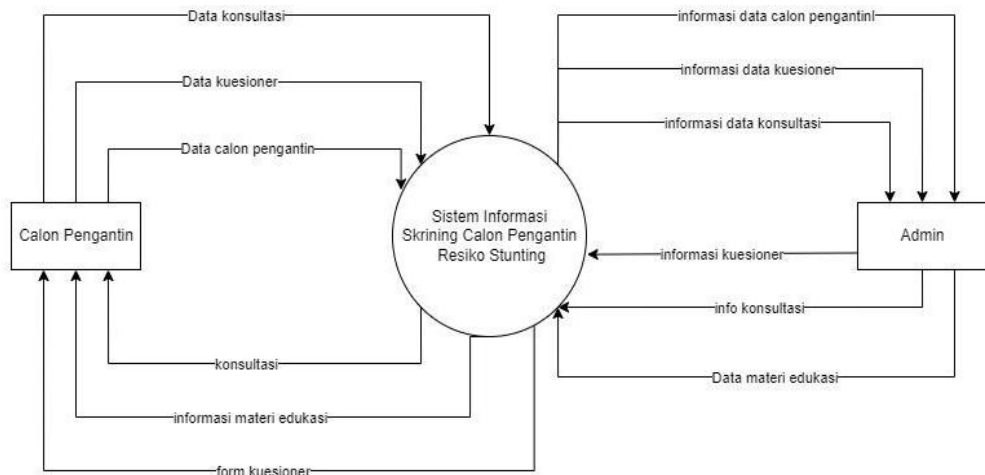 Data konsultasi
informasi data calon pengantinl
Data kuesioner
informasi data kuesioner
informasi data konsultasi
Data calon pengantin
Calon Pengantin
Sistem Informasi
Skrining Calon Pengantin
Resiko Stunting
Admin
informasi kuesioner
info konsultasi
konsultasi
Data materi edukasi
informasi materi edukasi
form kuesioner